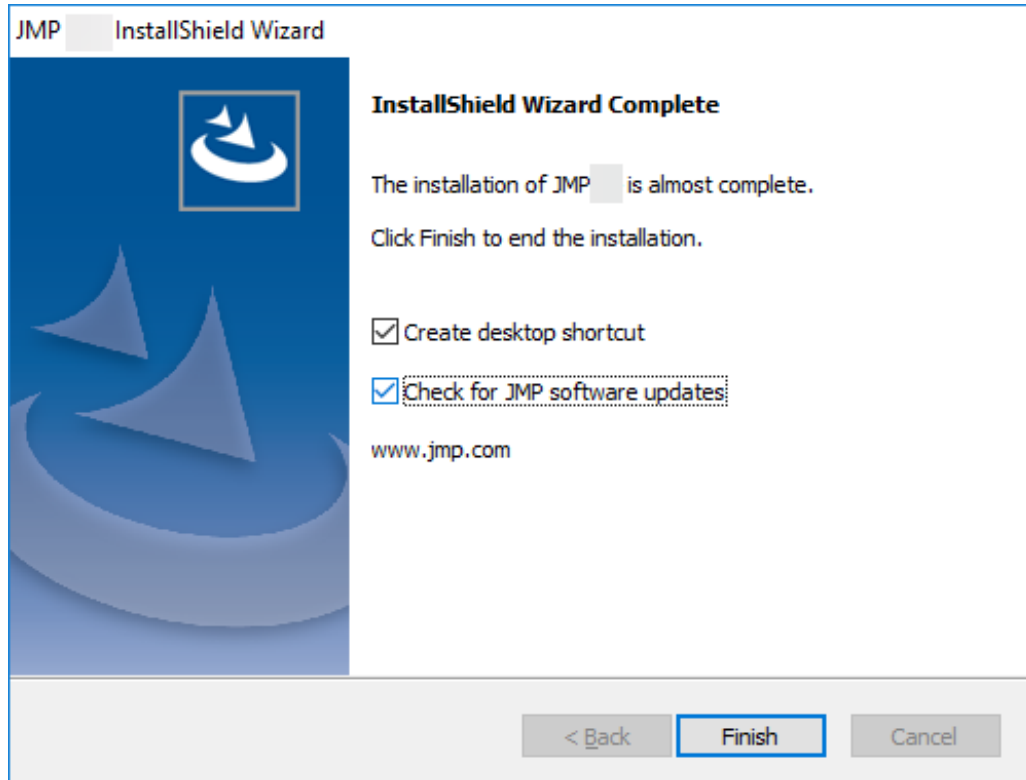 JMP InstallShield Wizard
InstallShield Wizard Complete
The installation of JMP is almost complete.
Click Finish to end the installation.
Create desktop shortcut
Check for JMP software updates
www.jmp.com
< Back Finish Cancel